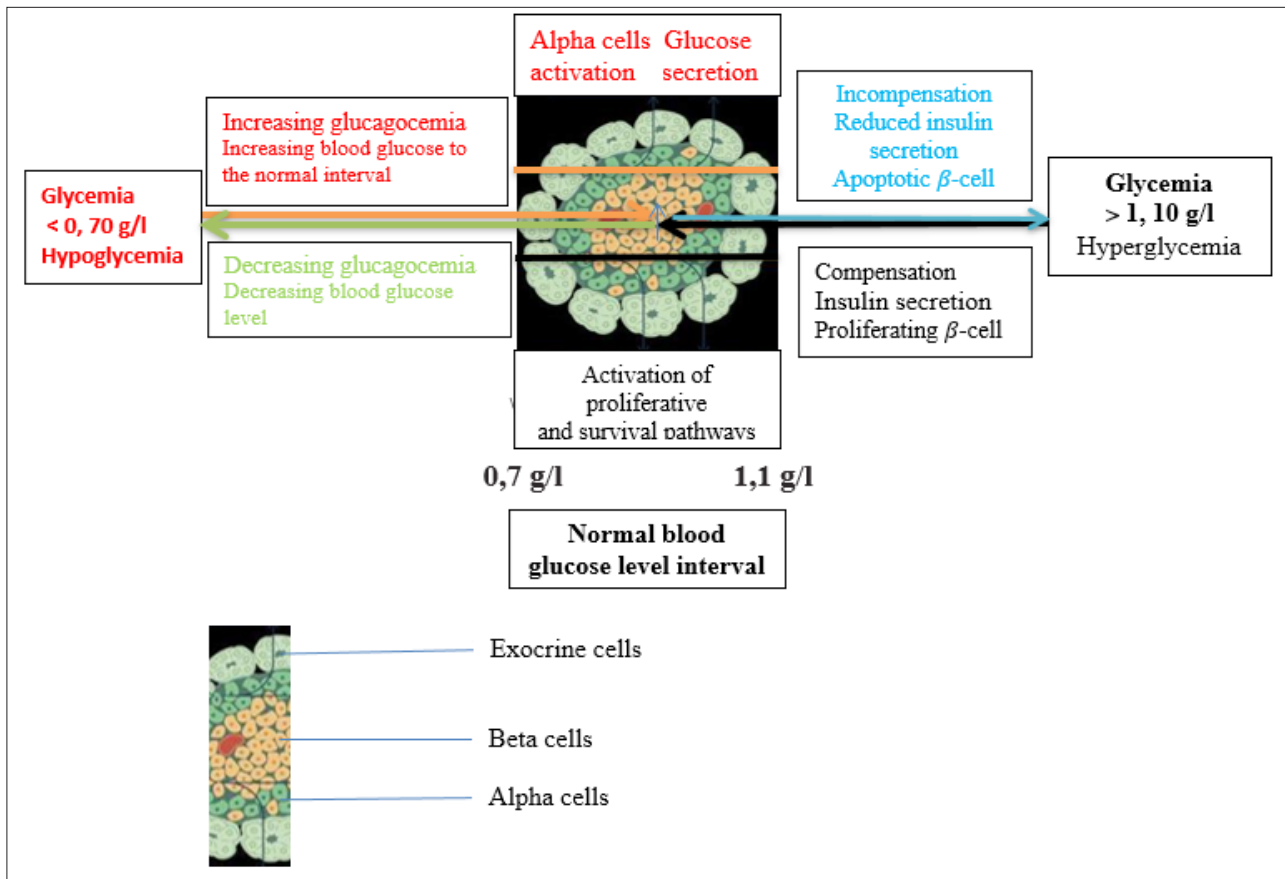 Alpha cells  Glucose
activation  secretion
Increasing glucagocemia
Increasing blood glucose to
the normal interval
Incompensation
Reduced insulin
secretion
Apoptotic β-cell
Glycemia
< 0, 70 g/l
Hypoglycemia
Glycemia
> 1, 10 g/l
Hyperglycemia
Decreasing glucagocemia
Decreasing blood glucose
level
Compensation
Insulin secretion
Proliferating β-cell
Activation of
proliferative
and survival pathways
0,7 g/l
1,1 g/l
Normal blood
glucose level interval
Exocrine cells
Beta cells
Alpha cells